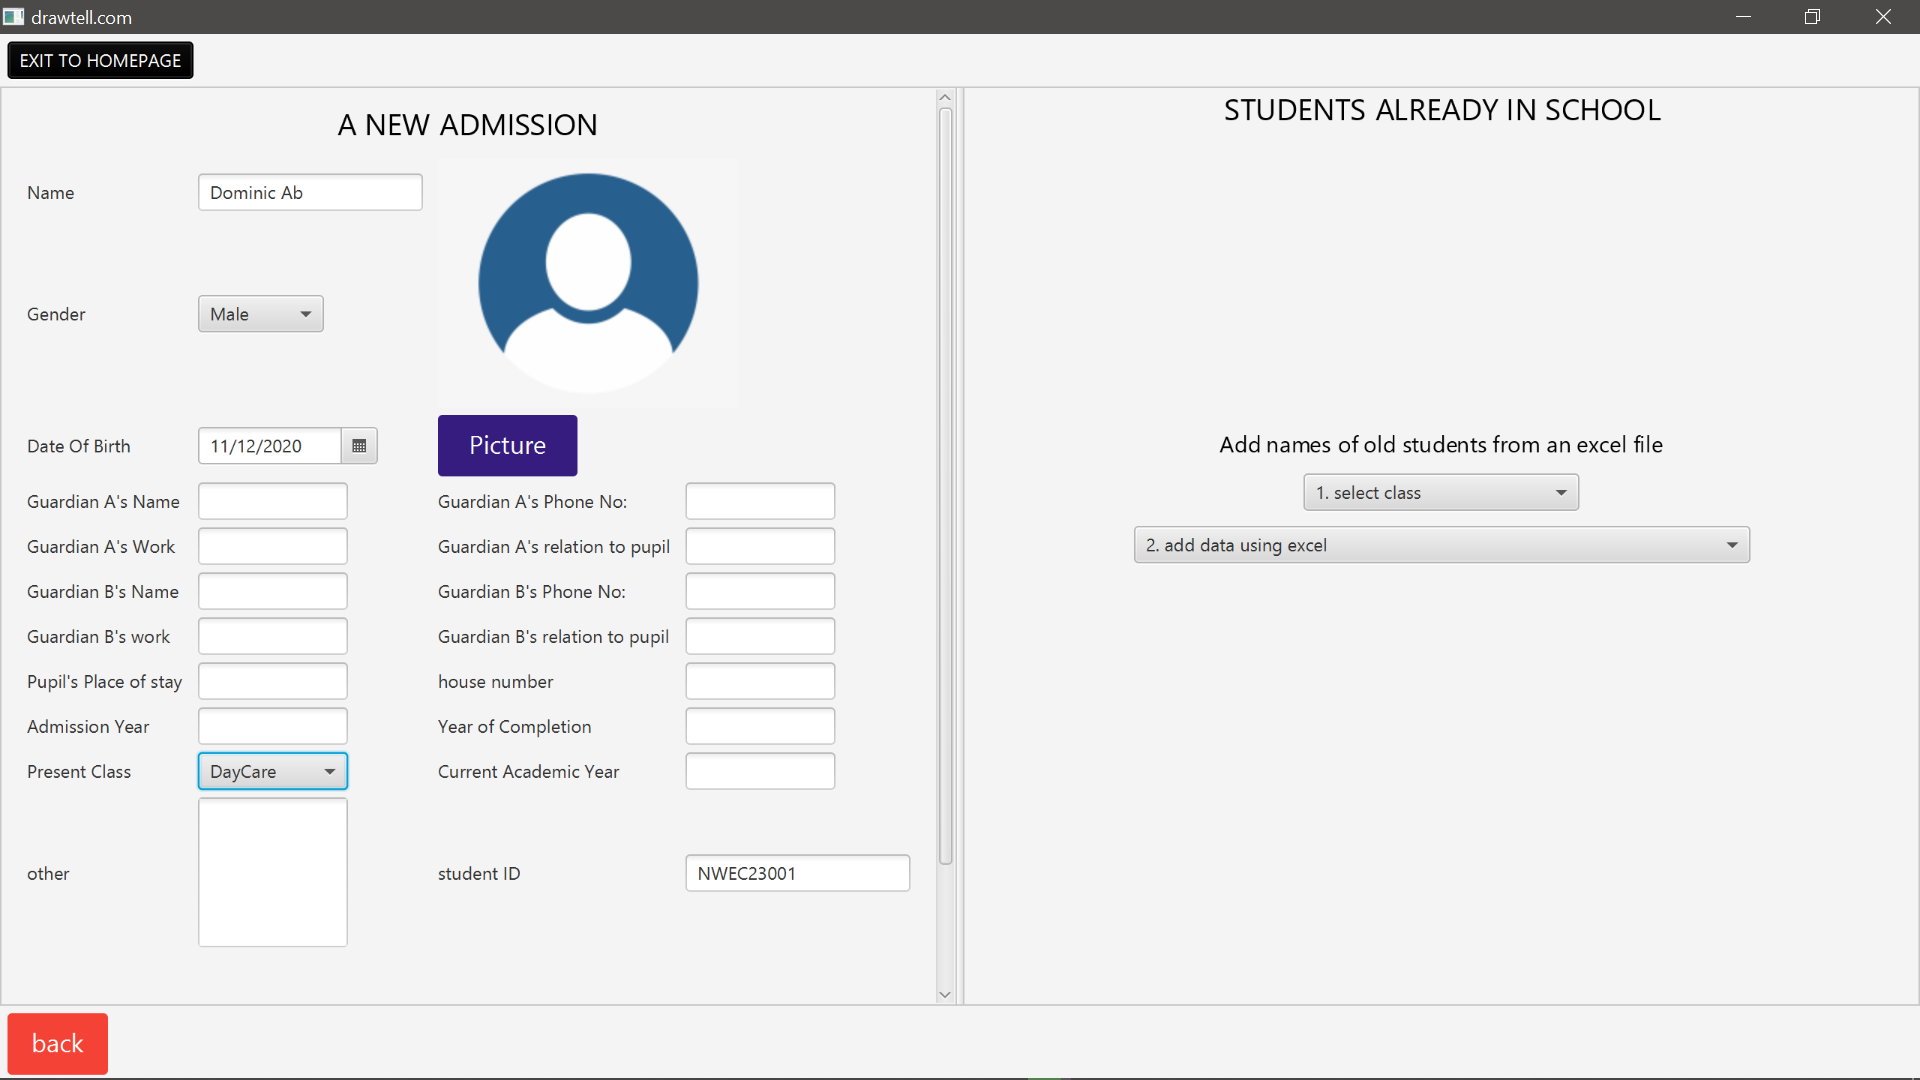 drawtell.com
EXIT TO HOMEPAGE
A NEW ADMISSION
Name
Dominic Ab
Gender
Male
Date Of Birth
11/12/2020
Picture
Guardian A's Name
Guardian A's Phone No:
Guardian A's Work
Guardian A's relation to pupil
Guardian B's Name
Guardian B's Phone No:
Guardian B's work
Guardian B's relation to pupil
Pupil's Place of stay
house number
Admission Year
Year of Completion
Present Class
DayCare
Current Academic Year
other
student ID
NWEC23001
STUDENTS ALREADY IN SCHOOL
Add names of old students from an excel file
1. select class
2. add data using excel
back